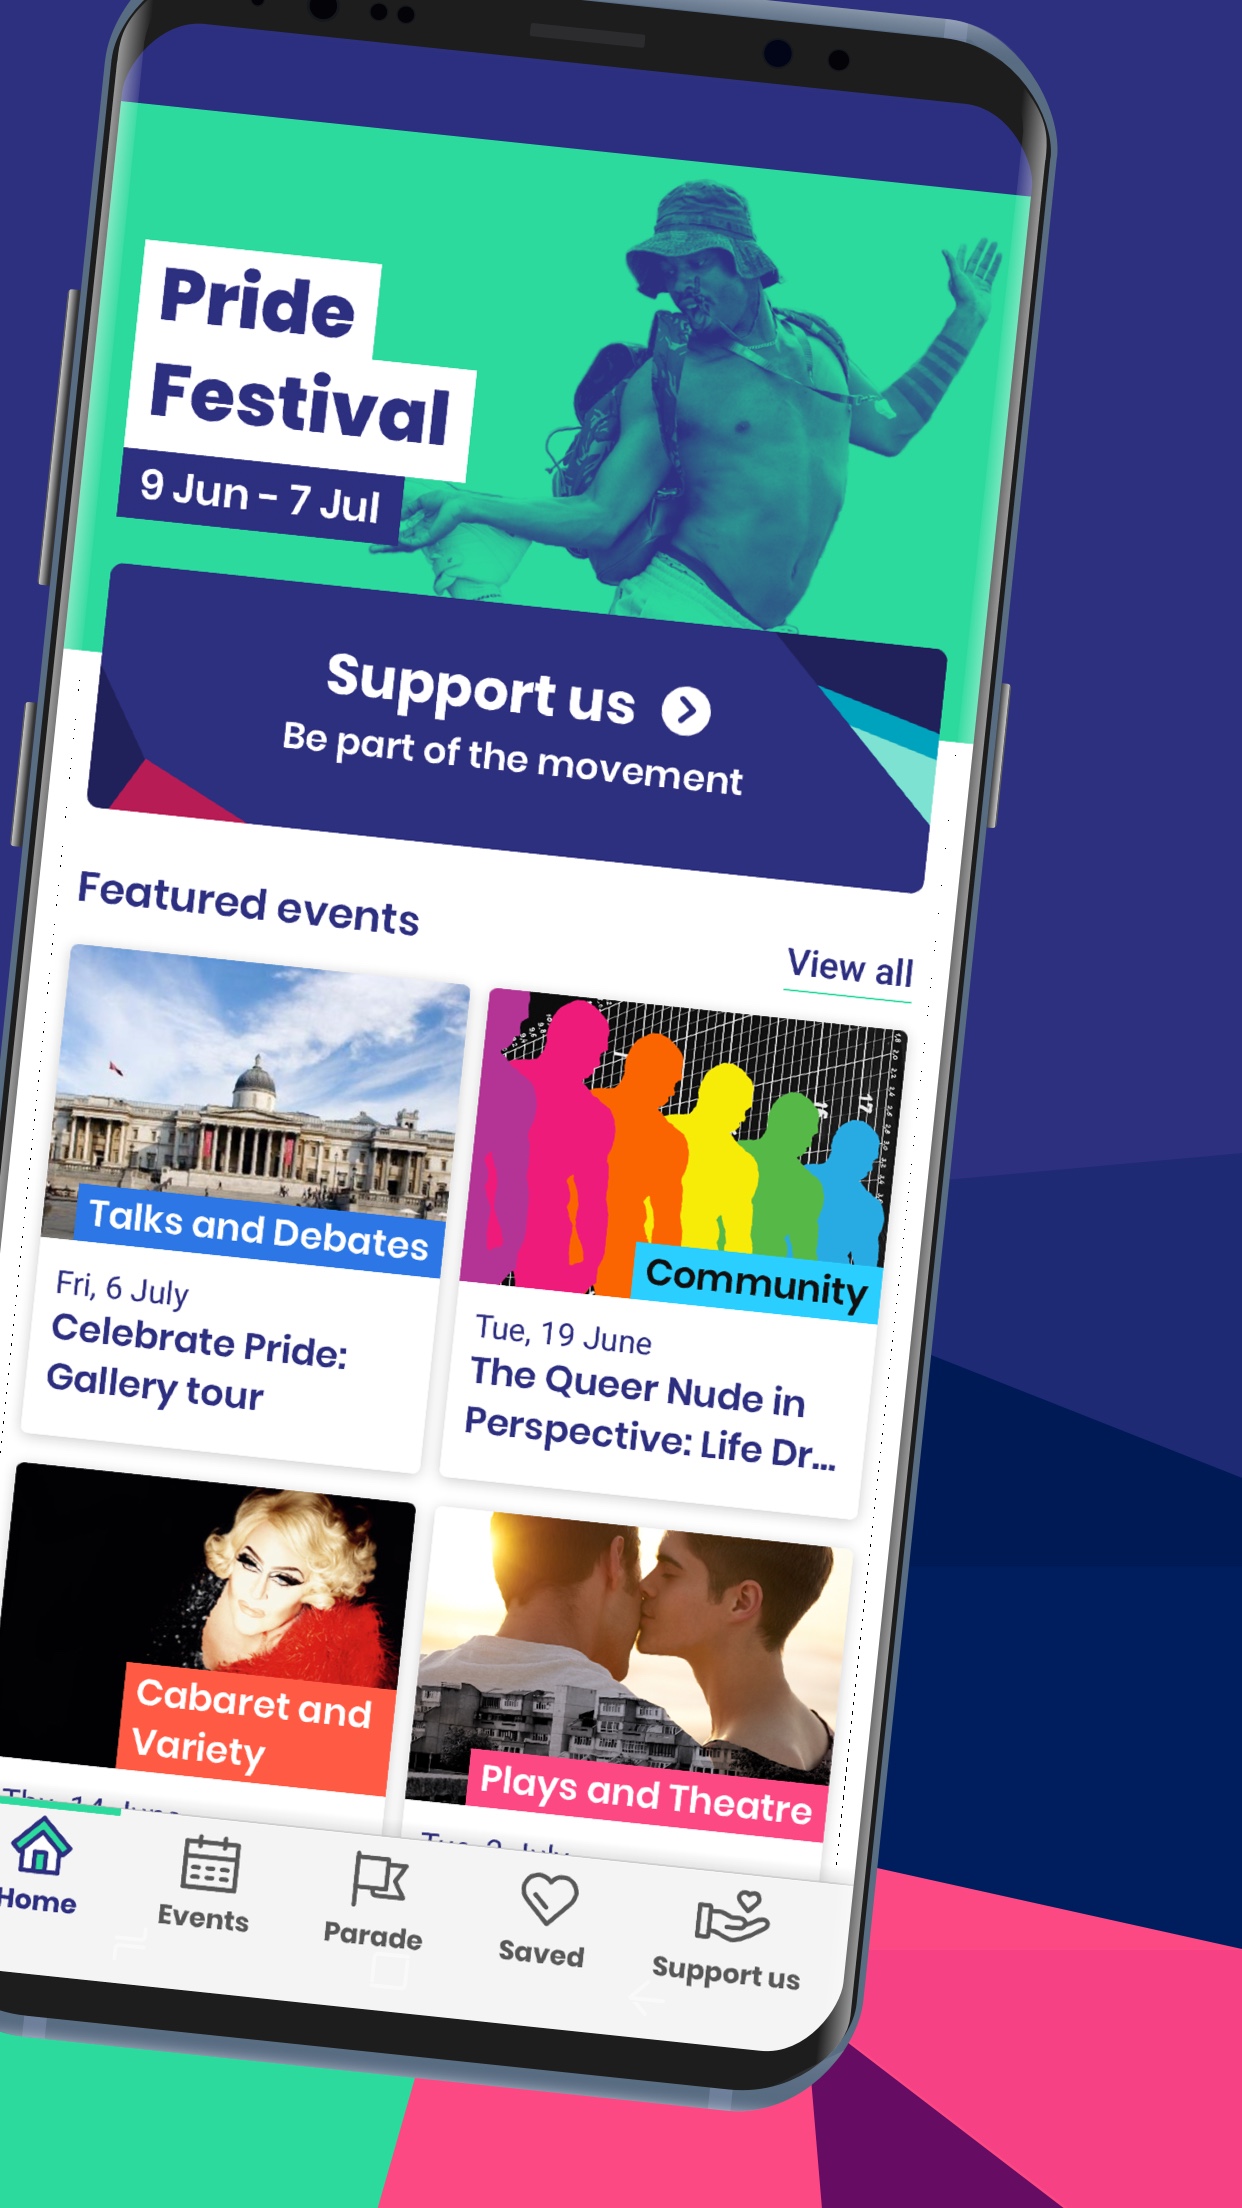 Pride
Festival
9 Jun - 7 Jul
Support us
Be part of the movement
Featured events
View all
Talks and Debates
Fri, 6 July
Celebrate Pride:
Gallery tour
17
Community
Tue, 19 June
The Queer Nude in
Perspective: Life Dr...
Cabaret and
Variety
Plays and Theatre
Home
Events
Parade
Saved
Support us